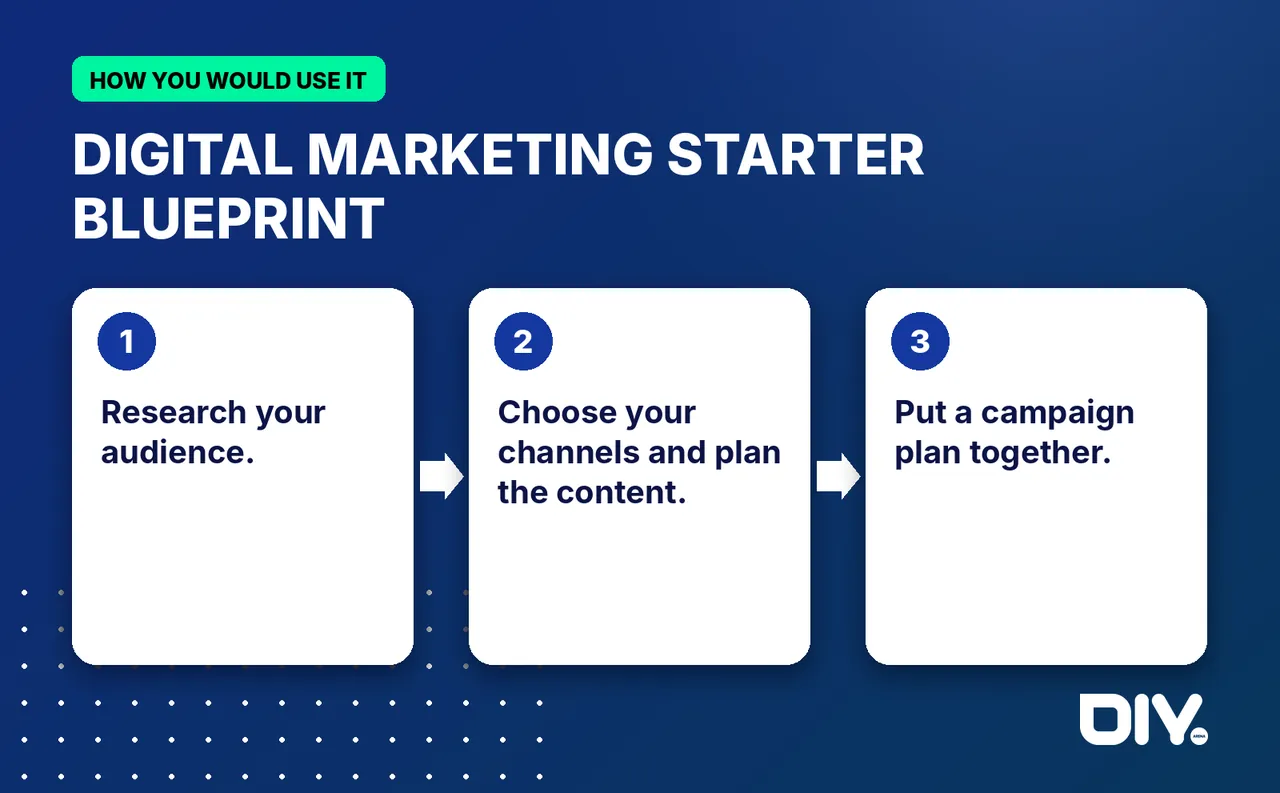 HOW YOU WOULD USE IT
DIGITAL MARKETING STARTER
BLUEPRINT
1
Research your
audience.
2
Choose your
channels and plan
the content.
3
Put a campaign
plan together.
DIY.
ARENA